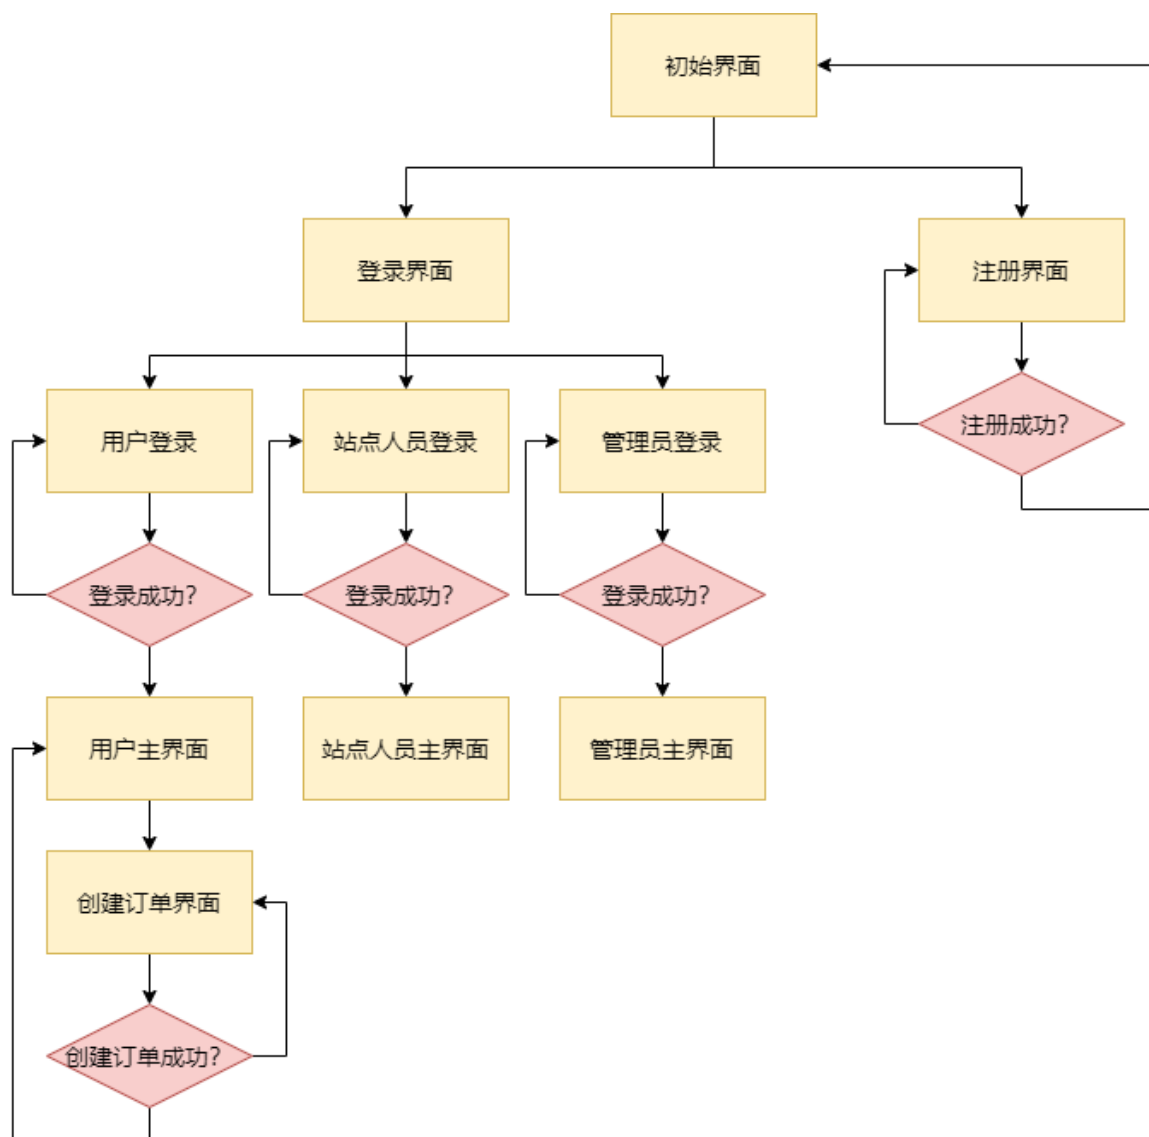 初始界面
登录界面
注册界面
用户登录
站点人员登录
管理员登录
注册成功?
登录成功?
登录成功?
登录成功?
用户主界面
站点人员主界面
管理员主界面
创建订单界面
创建订单成功?